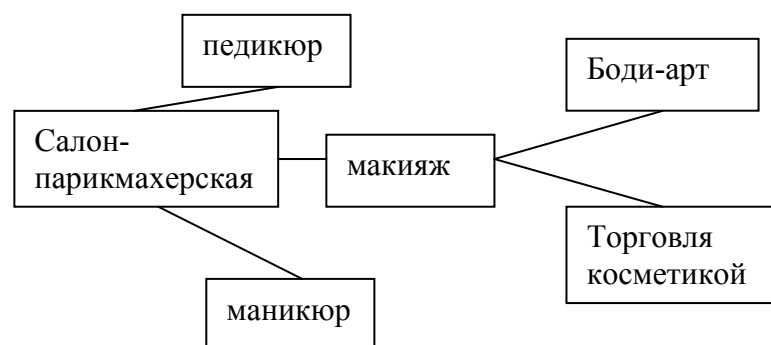 педикюр
Боди-арт
Салон-
парикмахерская
макияж
Торговля
косметикой
маникюр